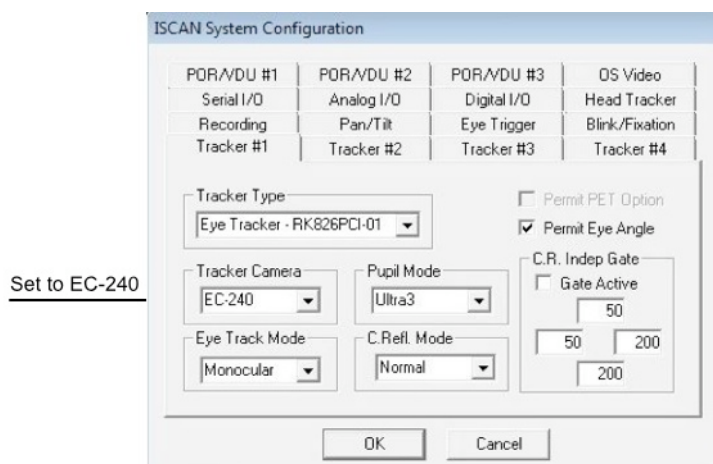 ISCAN System Configuration
POR/VDU #1 POR/VDU #2 POR/VDU #3 OS Video
Serial I/O Analog I/O Digital I/O Head Tracker
Recording Pan/Tilt Eye Trigger Blink/Fixation
Tracker #1 Tracker #2 Tracker #3 Tracker #4
Tracker Type
Eye Tracker - RK826PCI-01
Permit PET Option
Permit Eye Angle
Set to EC-240
Tracker Camera
EC-240
Pupil Mode
Ultra3
Eye Track Mode
Monocular
C.Refl. Mode
Normal
C.R. Indep Gate
Gate Active
50
50 200
200
OK Cancel